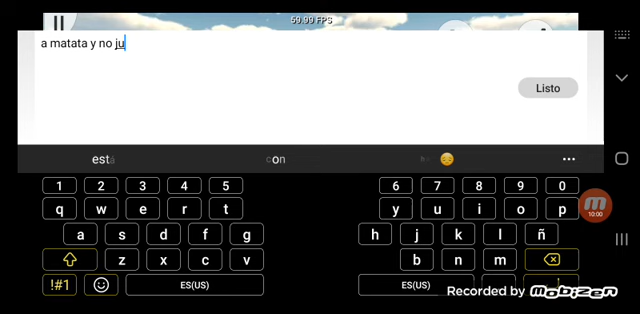 59.99 FPS
a matata y no ju
Listo
está
con
1 2 3 4 5 6 7 8 9 0
q w e r t y u i o p
a s d f g h j k l ñ
z x c v b n m
!#1 ES(US) ES(US)
10:00
Recorded by mobizen